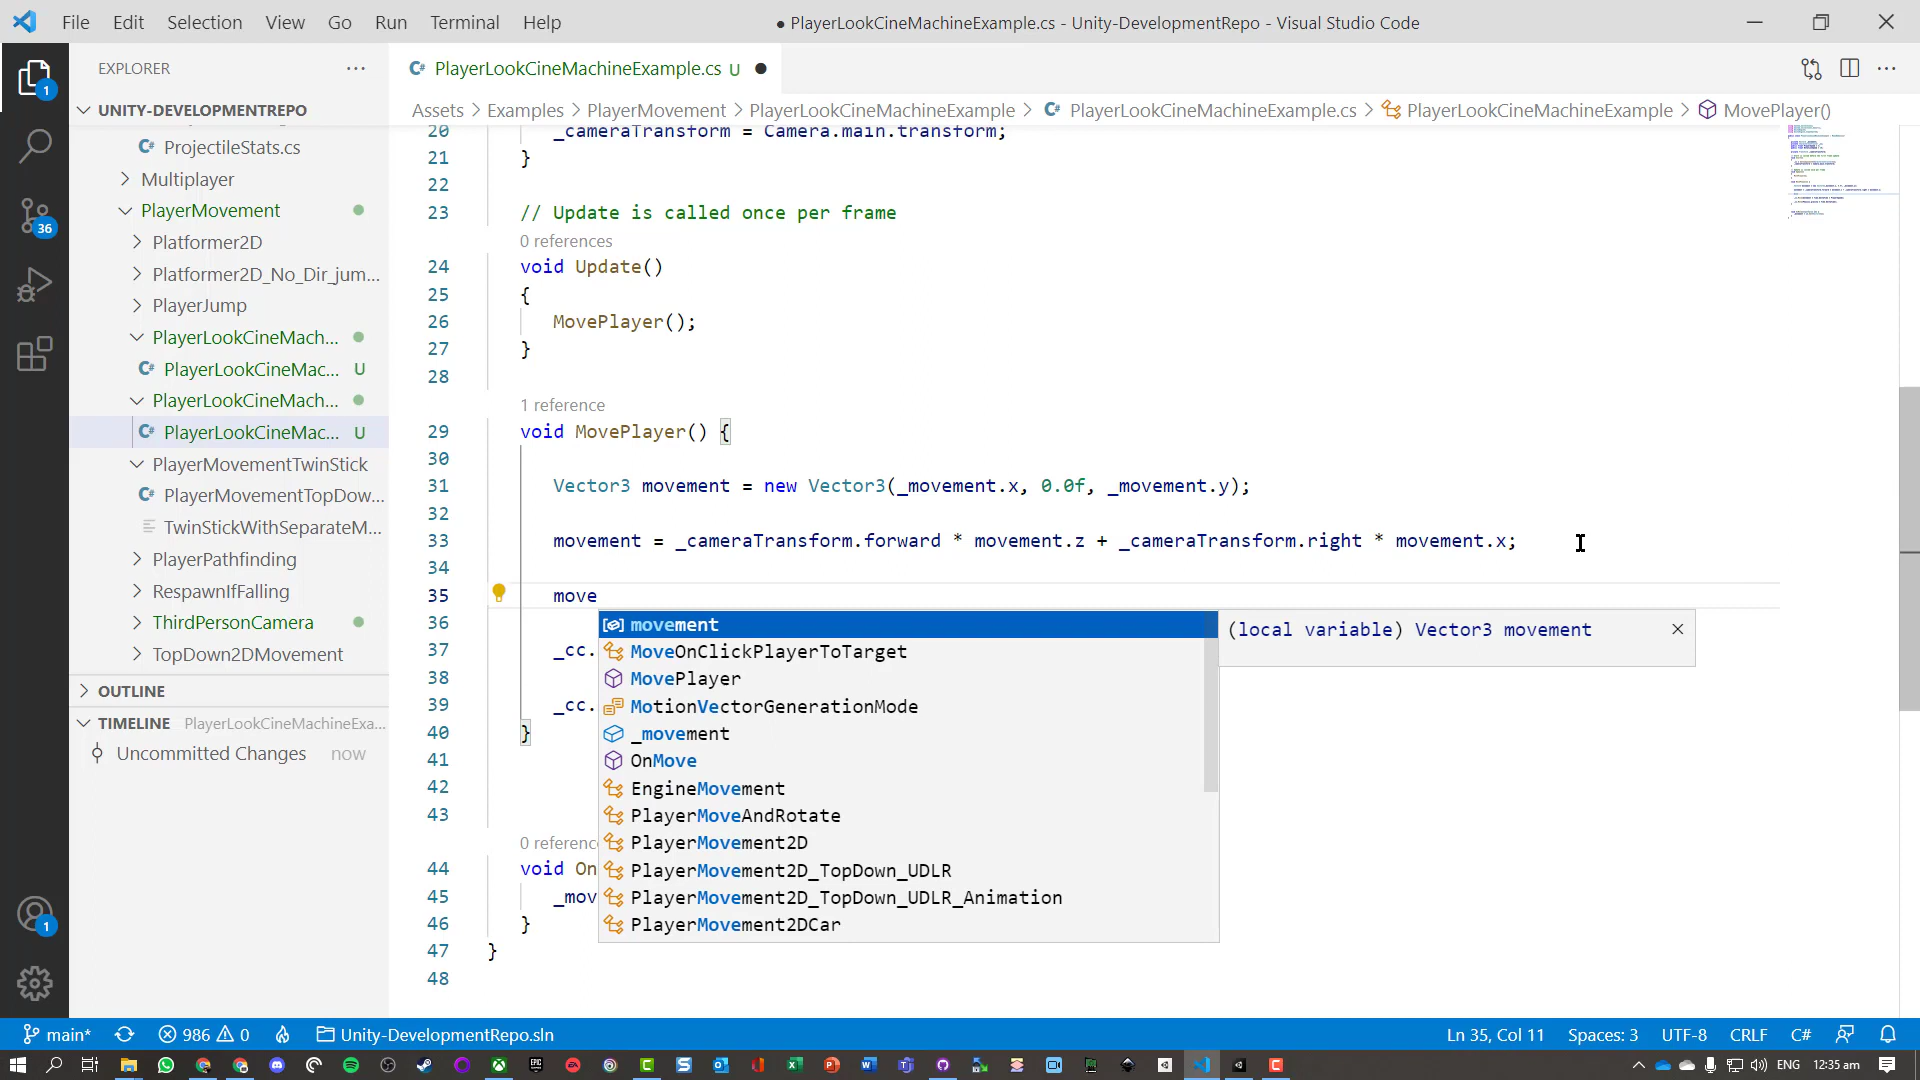 File Edit Selection View Go Run Terminal Help
● PlayerLookCineMachineExample.cs - Unity-DevelopmentRepo - Visual Studio Code
EXPLORER
PlayerLookCineMachineExample.cs U
UNITY-DEVELOPMENTREPO
Assets > Examples > PlayerMovement > PlayerLookCineMachineExample > PlayerLookCineMachineExample.cs > PlayerLookCineMachineExample > MovePlayer()
ProjectileStats.cs
Multiplayer
PlayerMovement
Platformer2D
Platformer2D_No_Dir_jum...
PlayerJump
PlayerLookCineMach...
PlayerLookCineMac... U
PlayerLookCineMach...
PlayerLookCineMac... U
PlayerMovementTwinStick
PlayerMovementTopDow...
TwinStickWithSeparateM...
PlayerPathfinding
RespawnIfFalling
ThirdPersonCamera
TopDown2DMovement
OUTLINE
TIMELINE PlayerLookCineMachineExa...
Uncommitted Changes now
1
36
1
20 _cameraTransform = Camera.main.transform;
21 }
22
23 // Update is called once per frame
0 references
24 void Update()
25 {
26 MovePlayer();
27 }
28
1 reference
29 void MovePlayer() {
30
31 Vector3 movement = new Vector3(_movement.x, 0.0f, _movement.y);
32
33 movement = _cameraTransform.forward * movement.z + _cameraTransform.right * movement.x;
34
35 move
36
37 _cc.
38
39 _cc.
40 }
41
42
43
0 referenc
44 void On
45 _mov
46 }
47 }
48
movement
MoveOnClickPlayerToTarget
MovePlayer
MotionVectorGenerationMode
_movement
OnMove
EngineMovement
PlayerMoveAndRotate
PlayerMovement2D
PlayerMovement2D_TopDown_UDLR
PlayerMovement2D_TopDown_UDLR_Animation
PlayerMovement2DCar
(local variable) Vector3 movement
main* 986 0 Unity-DevelopmentRepo.sln
Ln 35, Col 11 Spaces: 3 UTF-8 CRLF C#
ENG 12:35 am